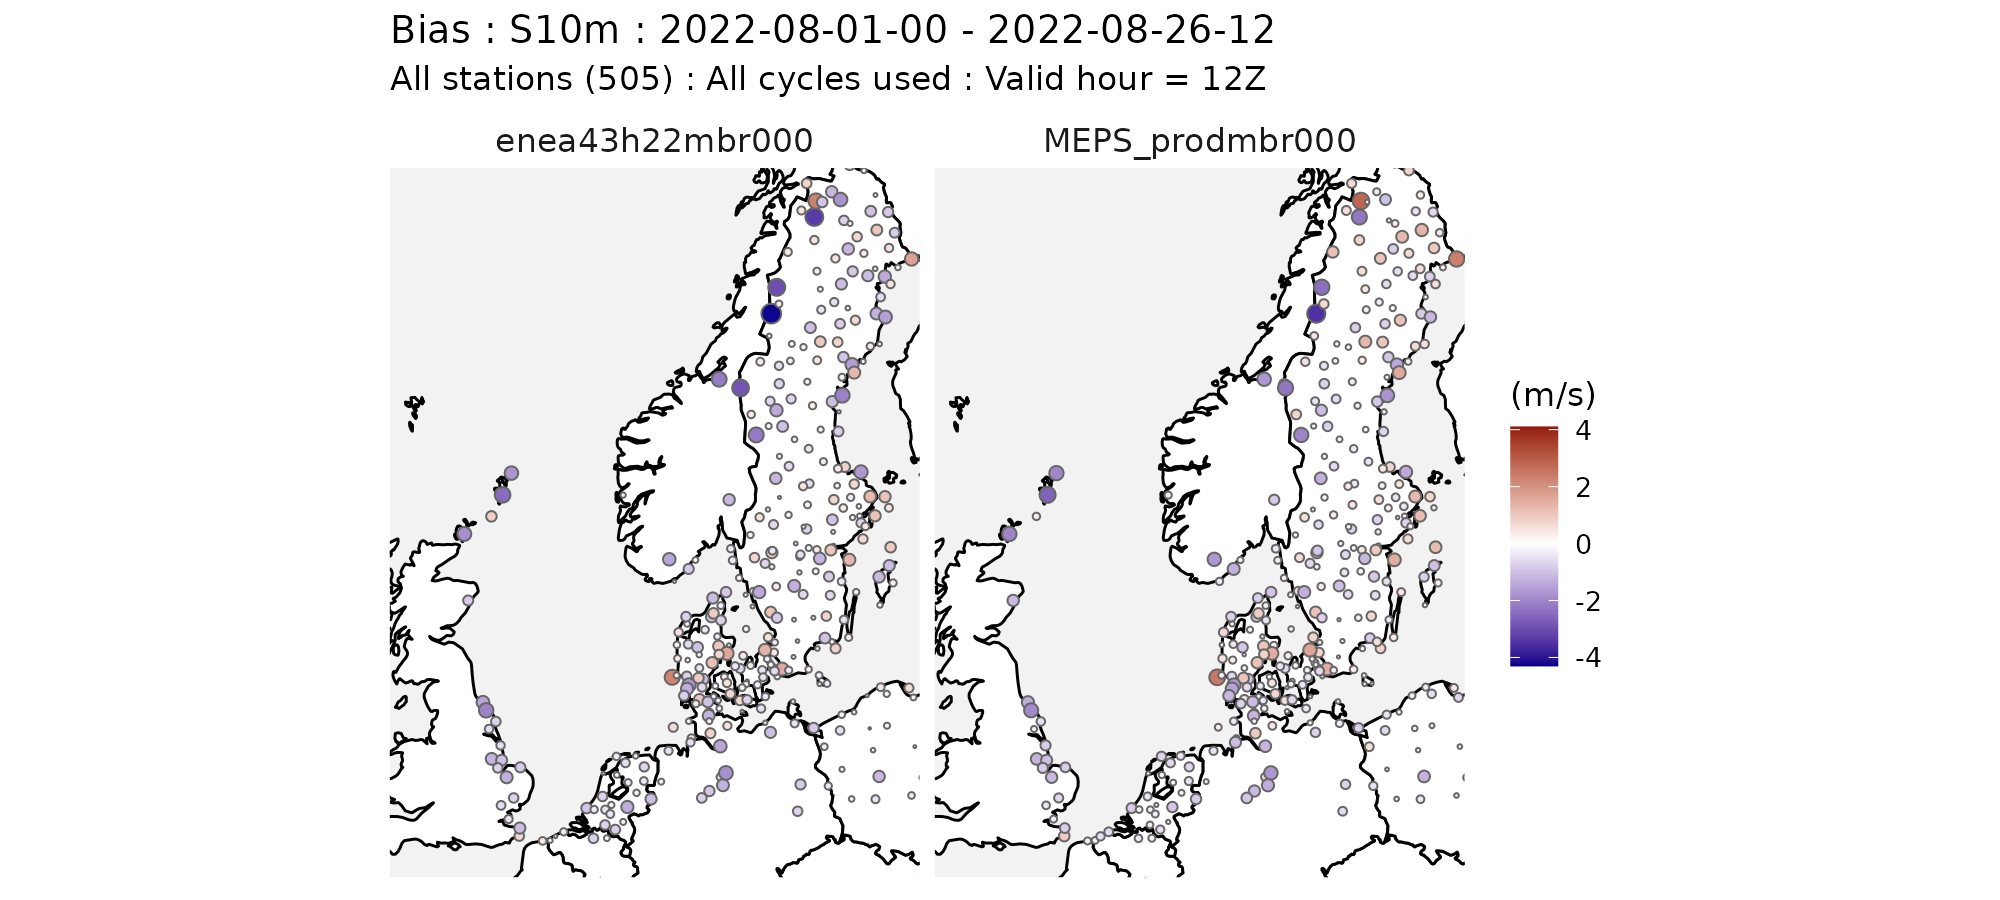 Bias : S10m : 2022-08-01-00 - 2022-08-26-12
All stations (505) : All cycles used : Valid hour = 12Z
enea43h22mbr000
MEPS_prodmbr000
(m/s)
4
2
0
-2
-4